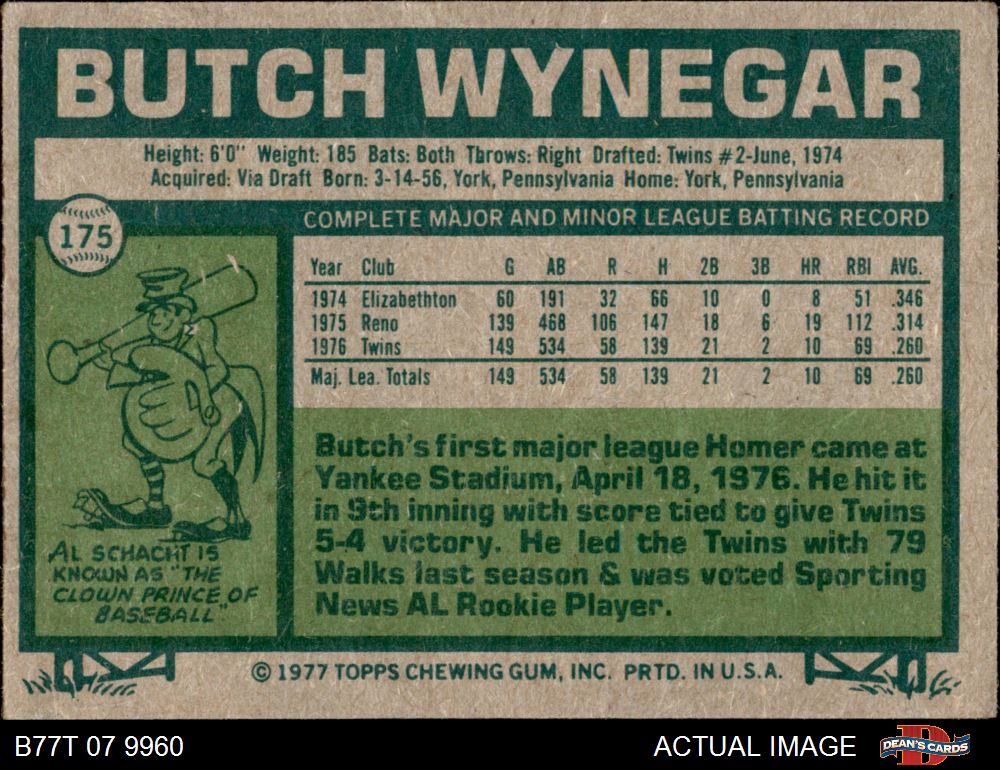 BUTCH WYNEGAR
Height: 6'0" Weight: 185 Bats: Both Throws: Right Drafted: Twins #2-June, 1974
Acquired: Via Draft Born: 3-14-56, York, Pennsylvania Home: York, Pennsylvania
175
COMPLETE MAJOR AND MINOR LEAGUE BATTING RECORD
Year Club G AB R H 2B 3B HR RBI AVG.
1974 Elizabethton 60 191 32 66 10 0 8 51 .346
1975 Reno 139 468 106 147 18 6 19 112 .314
1976 Twins 149 534 58 139 21 2 10 69 .260
Maj. Lea. Totals 149 534 58 139 21 2 10 69 .260
AL SCHACHT IS
KNOWN AS "THE
CLOWN PRINCE OF
BASEBALL"
Butch's first major league Homer came at
Yankee Stadium, April 18, 1976. He hit it
in 9th inning with score tied to give Twins
5-4 victory. He led the Twins with 79
Walks last season & was voted Sporting
News AL Rookie Player.
© 1977 TOPPS CHEWING GUM, INC. PRTD. IN U.S.A.
B77T 07 9960
ACTUAL IMAGE
DEAN'S CARDS